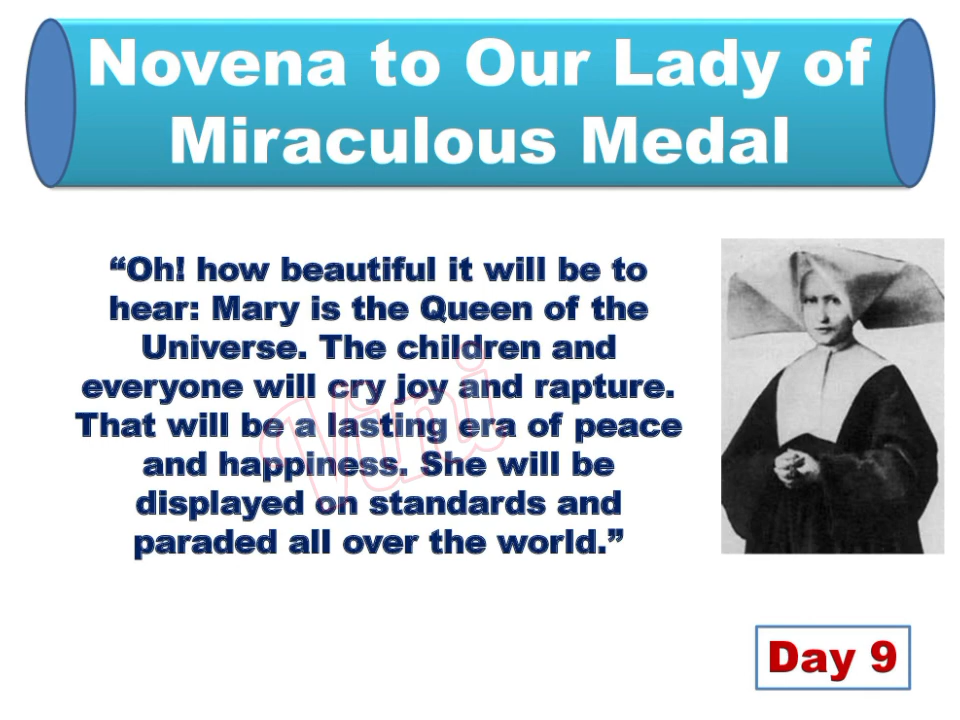 Novena to Our Lady of
Miraculous Medal
“Oh! how beautiful it will be to
hear: Mary is the Queen of the
Universe. The children and
everyone will cry joy and rapture.
That will be a lasting era of peace
and happiness. She will be
displayed on standards and
paraded all over the world.”
Vini
Day 9